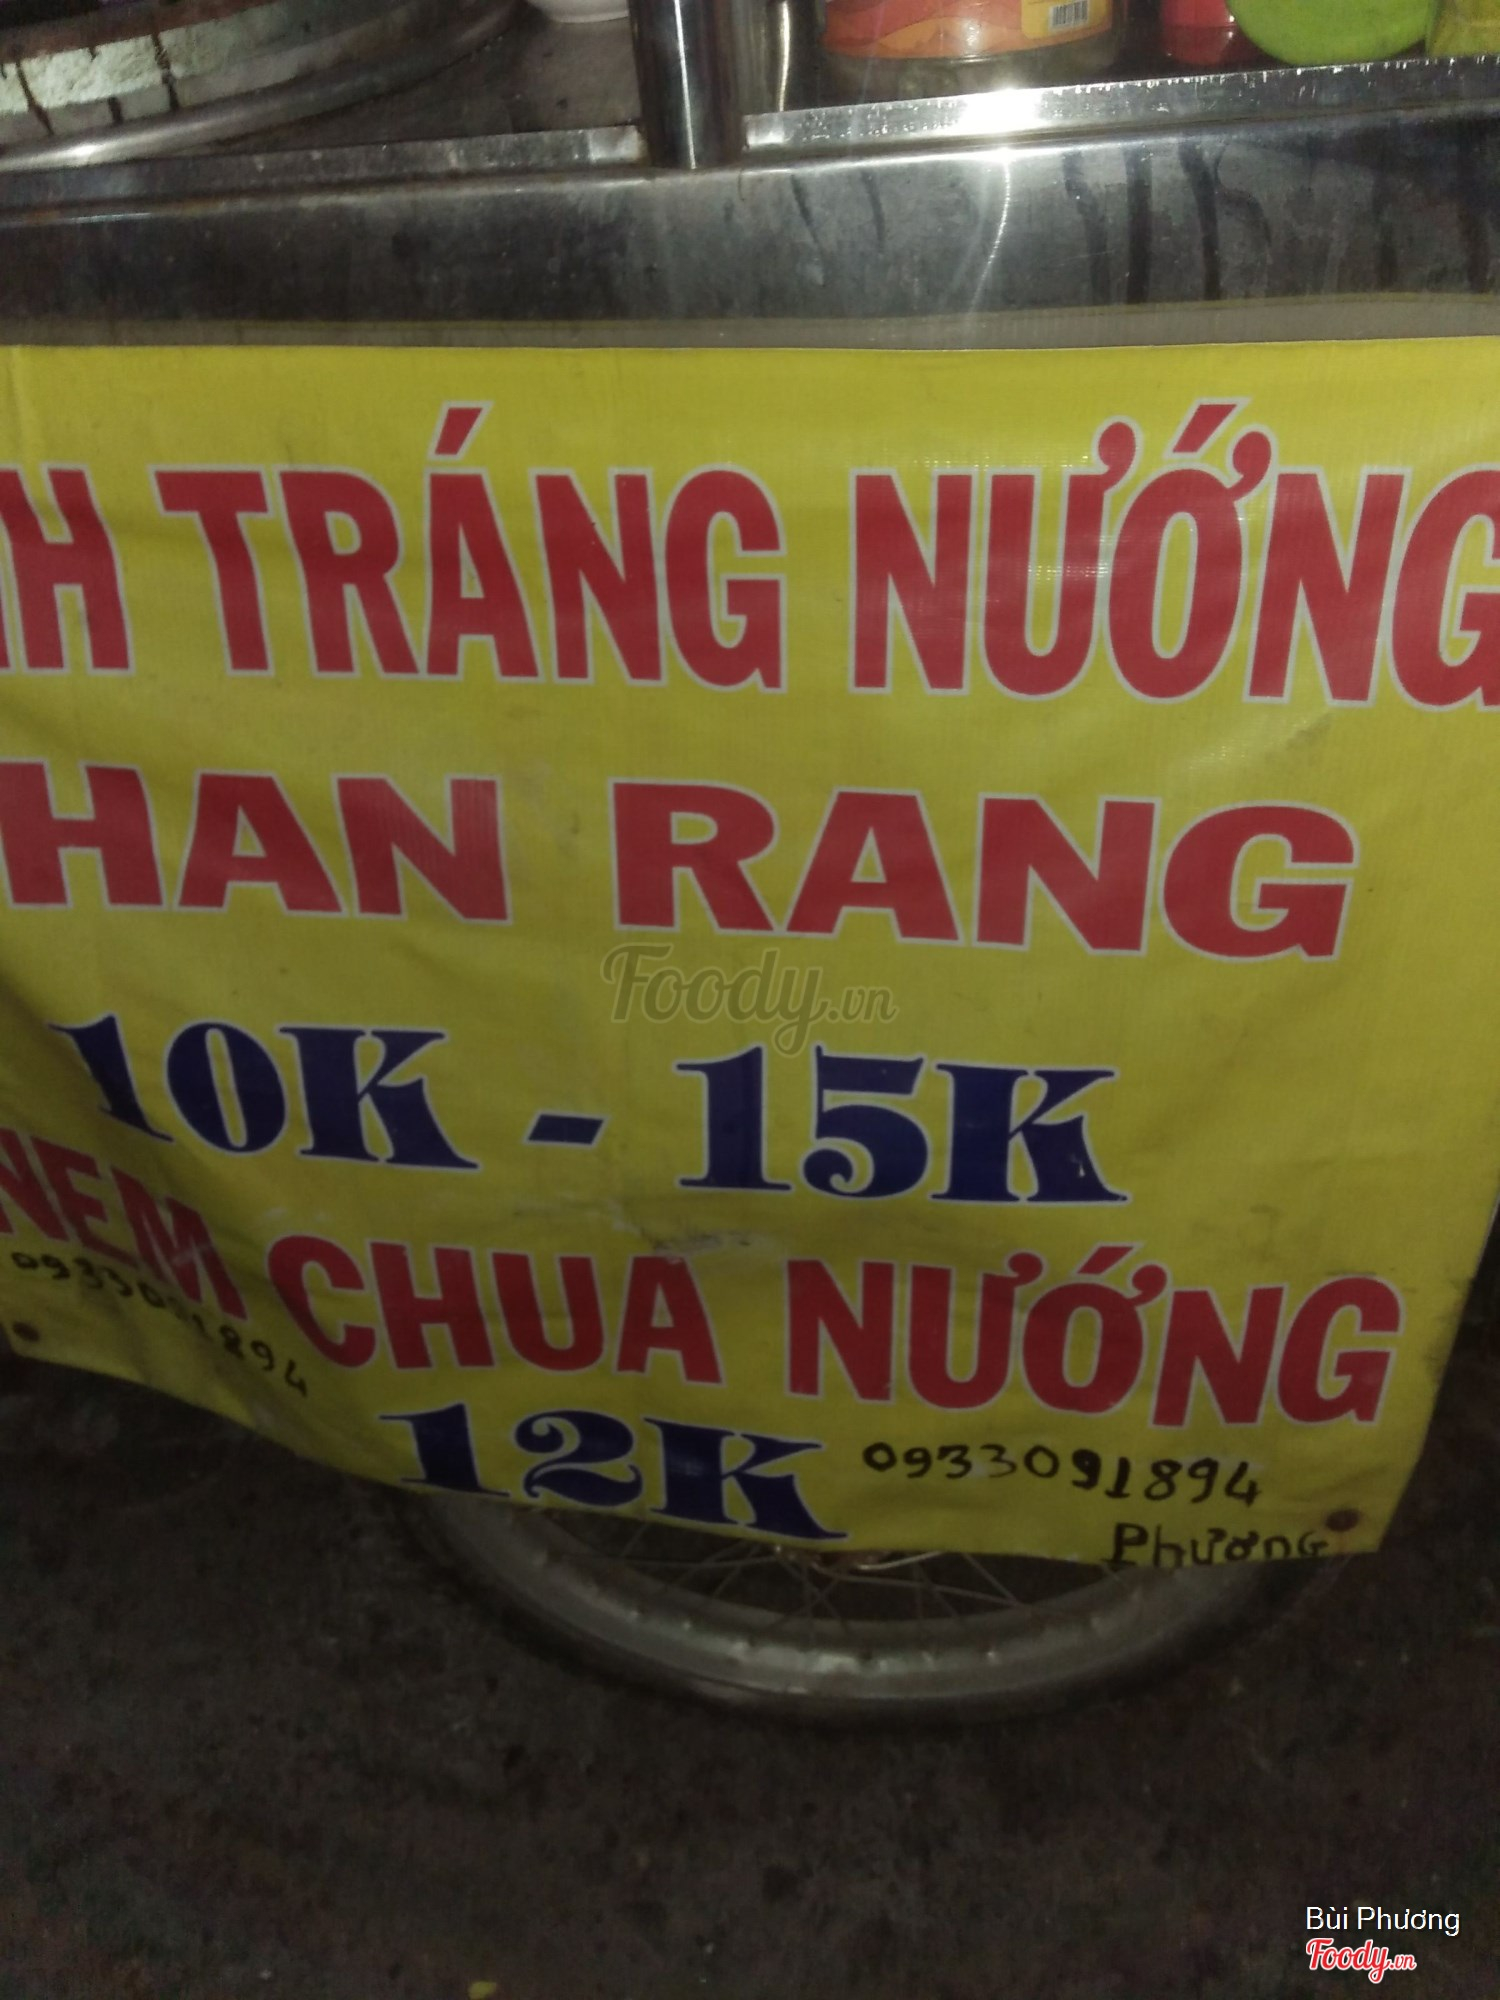 NH TRÁNG NƯỚNG
HAN RANG
10K - 15K
NEM CHUA NƯỚNG
0933091894
12K
0933091894
Phương
Foody.vn
Bùi Phương
Foody.vn